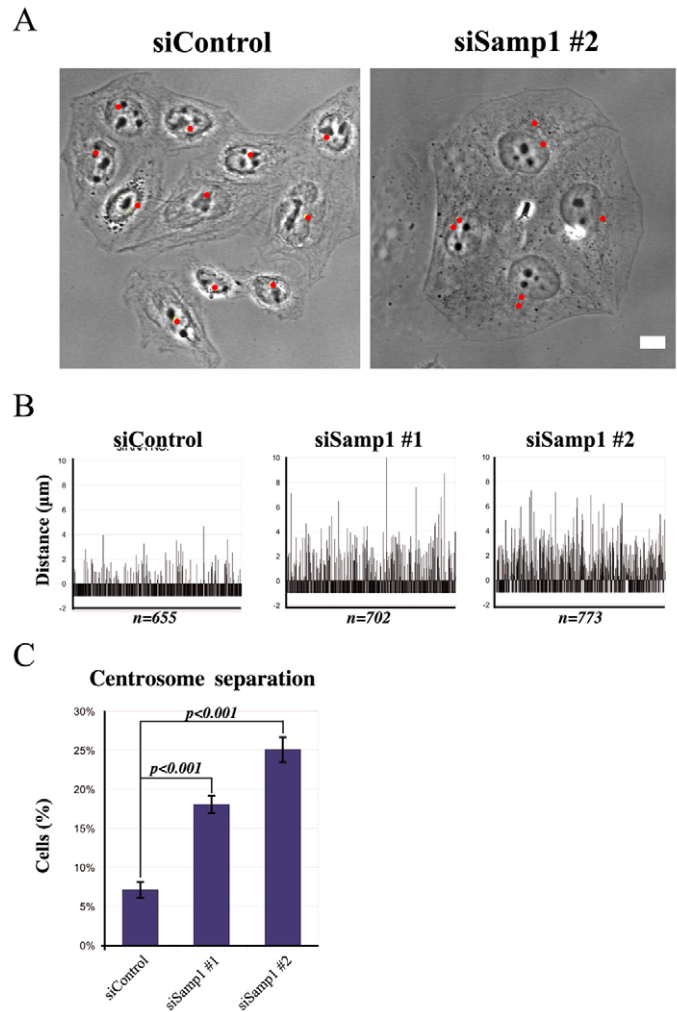 A
siControl siSamp1 #2
B
siControl siSamp1 #1 siSamp1 #2
Distance (μm)
10 10 10
8 8 8
6 6 6
4 4 4
2 2 2
0 0 0
-2 -2 -2
n=655 n=702 n=773
C
Centrosome separation
Cells (%)
30%
p<0.001
25%
p<0.001
20%
15%
10%
5%
0%
siControl siSamp1 #1 siSamp1 #2